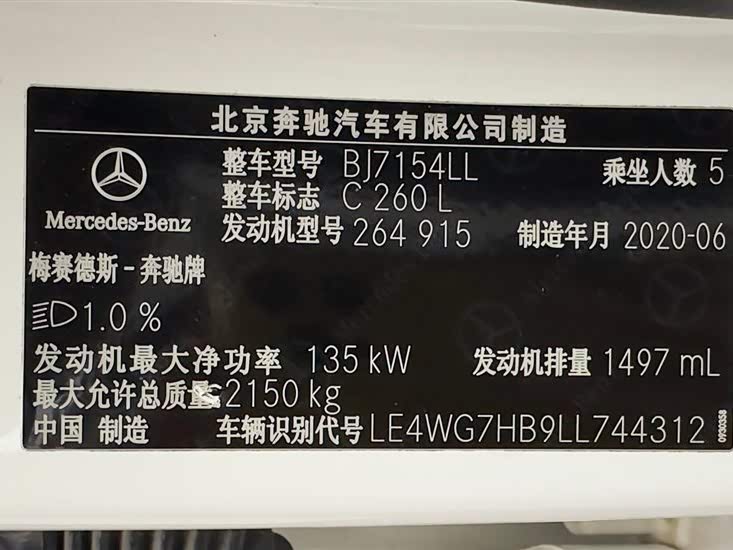 北京奔驰汽车有限公司制造
整车型号 BJ7154LL 乘坐人数 5
整车标志 C 260 L
Mercedes-Benz
发动机型号 264 915 制造年月 2020-06
梅赛德斯-奔驰牌
1.0 %
发动机最大净功率 135 kW 发动机排量 1497 mL
最大允许总质量 2150 kg
中国 制造 车辆识别代号 LE4WG7HB9LL744312
0930358